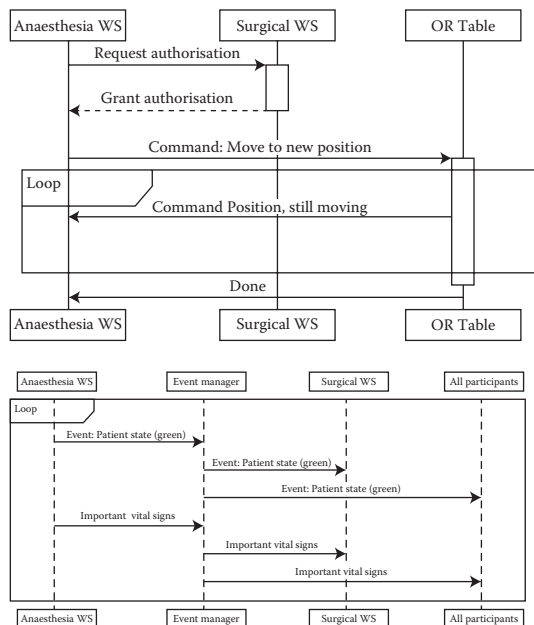 Anaesthesia WS Surgical WS OR Table
Request authorisation
Grant authorisation
Command: Move to new position
Loop
Command Position, still moving
Done
Anaesthesia WS Surgical WS OR Table
Anaesthesia WS Event manager Surgical WS All participants
Loop
Event: Patient state (green)
Event: Patient state (green)
Event: Patient state (green)
Important vital signs
Important vital signs
Important vital signs
Anaesthesia WS Event manager Surgical WS All participants